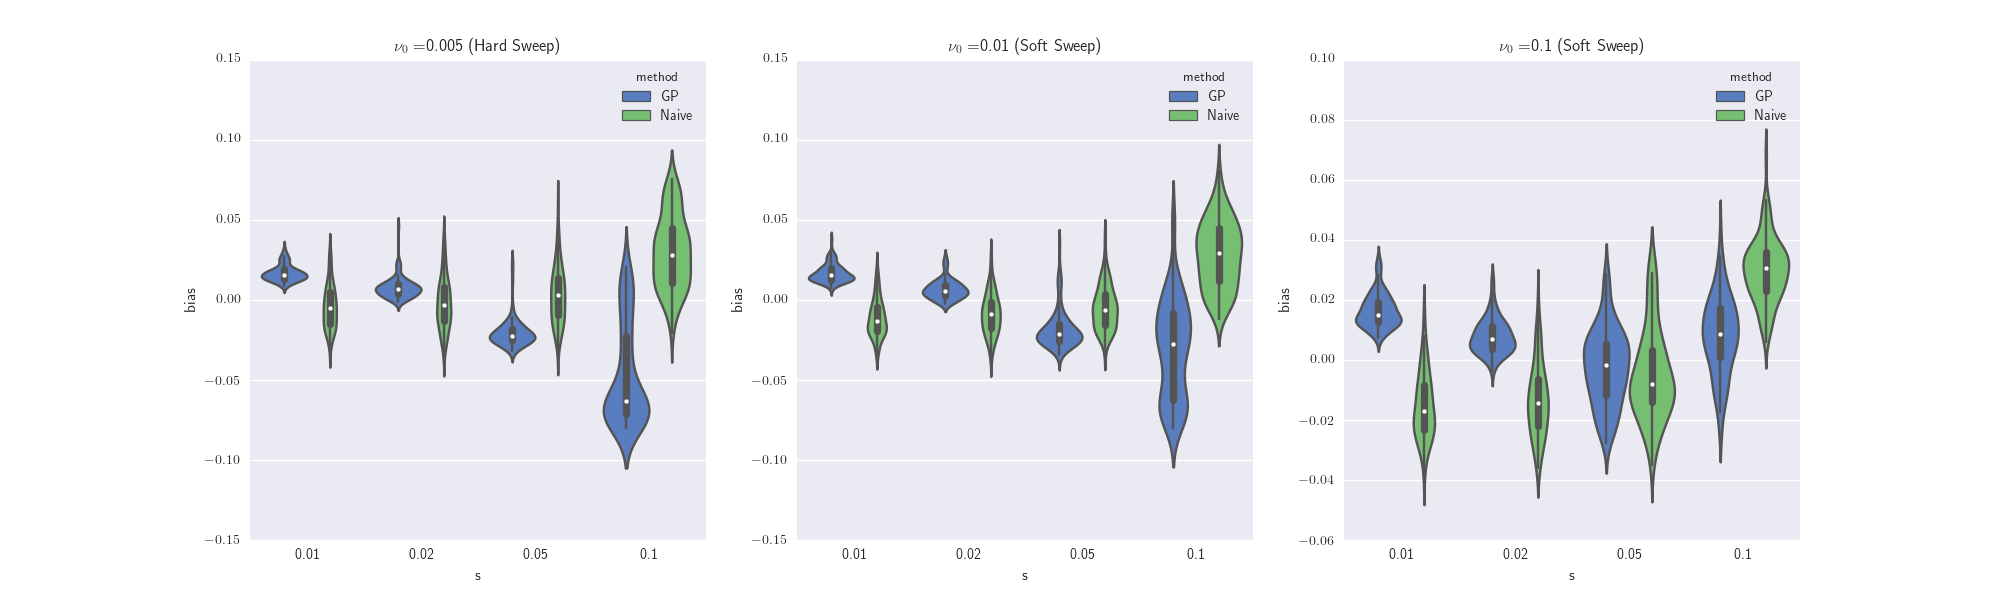 ν₀ =0.005 (Hard Sweep)
0.15
0.10
0.05
0.00
−0.05
−0.10
−0.15
bias
method
GP
Naive
0.01 0.02 0.05 0.1
s
ν₀ =0.01 (Soft Sweep)
0.15
0.10
0.05
0.00
−0.05
−0.10
−0.15
bias
method
GP
Naive
0.01 0.02 0.05 0.1
s
ν₀ =0.1 (Soft Sweep)
0.10
0.08
0.06
0.04
0.02
0.00
−0.02
−0.04
−0.06
bias
method
GP
Naive
0.01 0.02 0.05 0.1
s